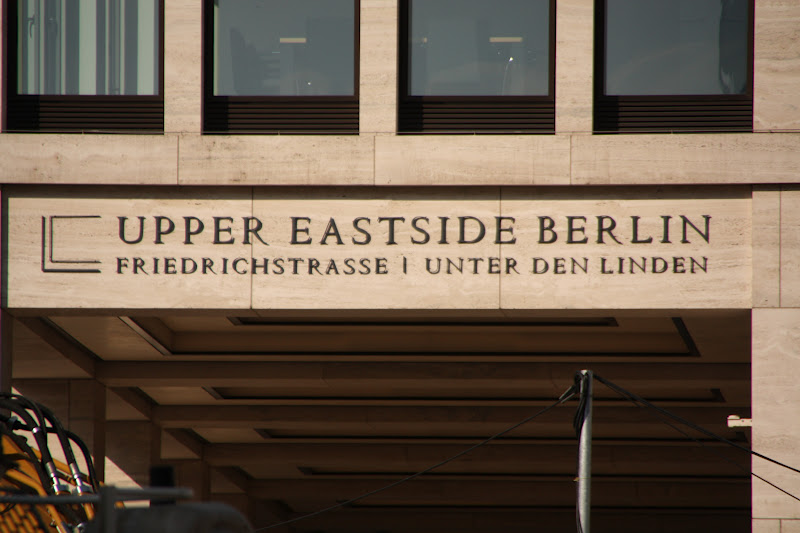 UPPER EASTSIDE BERLIN
FRIEDRICHSTRASSE | UNTER DEN LINDEN